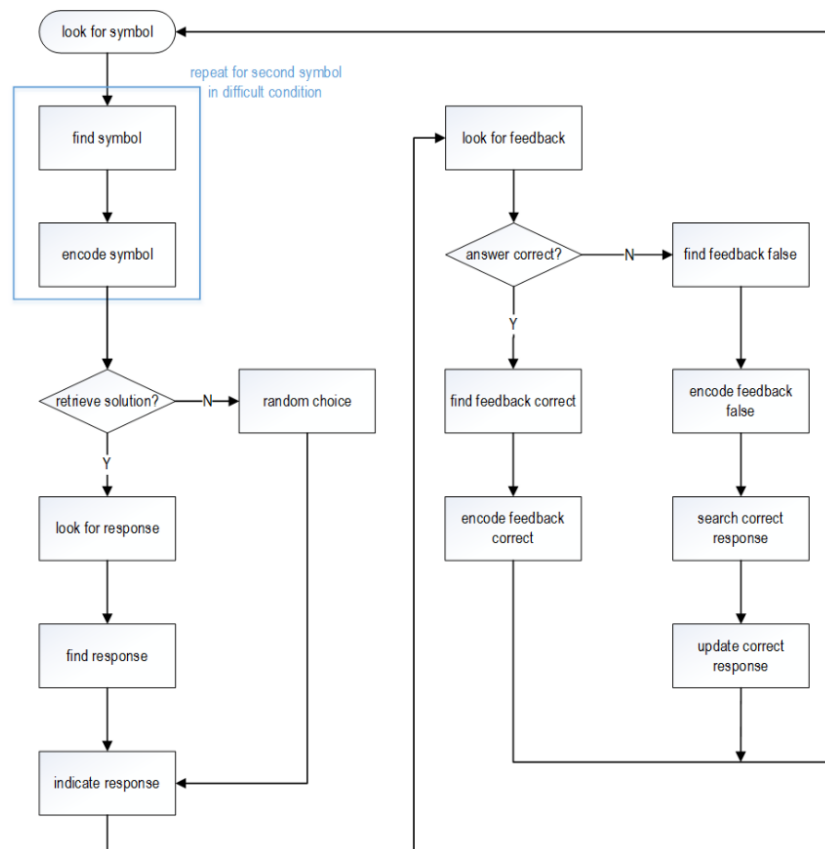 look for symbol
repeat for second symbol
in difficult condition
find symbol
encode symbol
retrieve solution?
N
random choice
Y
look for response
find response
indicate response
look for feedback
answer correct?
N
find feedback false
Y
find feedback correct
encode feedback
false
encode feedback
correct
search correct
response
update correct
response